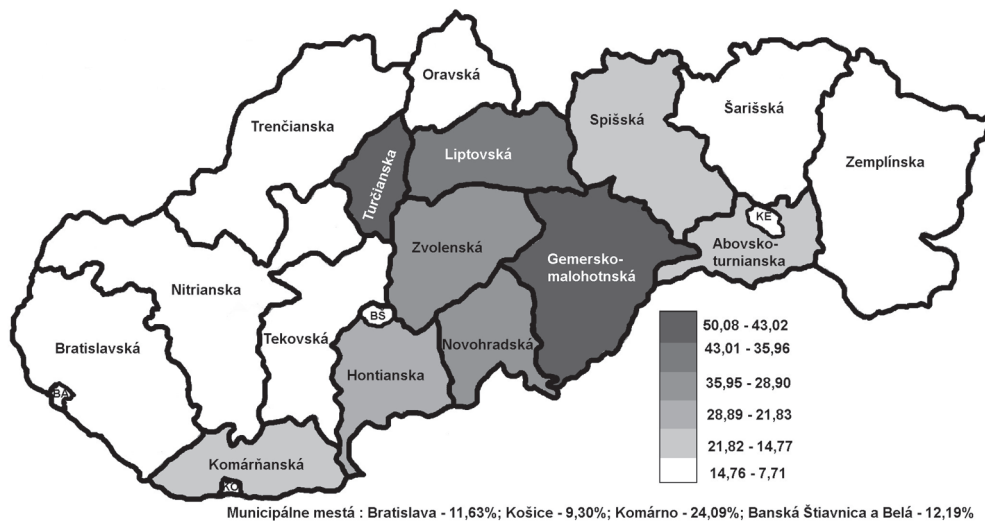 Oravská
Trenčianska
Turčianska
Liptovská
Spišská
Šarišská
Zemplínska
KE
Abovsko-
turnianska
Zvolenská
Gemersko-
malohotnská
Nitrianska
BŠ
Tekovská
Novohradská
Bratislavská
Hontianska
BA
Komárňanská
KO
50,08 - 43,02
43,01 - 35,96
35,95 - 28,90
28,89 - 21,83
21,82 - 14,77
14,76 - 7,71
Municipálne mestá : Bratislava - 11,63%; Košice - 9,30%; Komárno - 24,09%; Banská Štiavnica a Belá - 12,19%